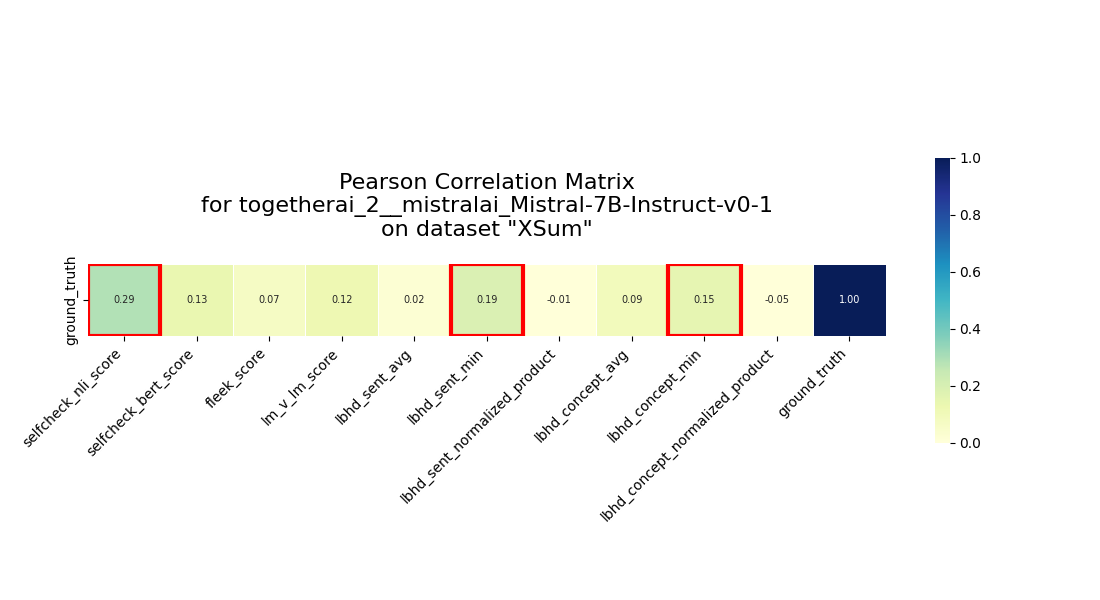 Pearson Correlation Matrix
for togetherai_2__mistralai_Mistral-7B-Instruct-v0-1
on dataset "XSum"
ground_truth
0.29 0.13 0.07 0.12 0.02 0.19 -0.01 0.09 0.15 -0.05 1.00
selfcheck_nli_score
selfcheck_bert_score
fleek_score
lm_v_lm_score
lbhd_sent_avg
lbhd_sent_min
lbhd_sent_normalized_product
lbhd_concept_avg
lbhd_concept_min
lbhd_concept_normalized_product
ground_truth
1.0
0.8
0.6
0.4
0.2
0.0